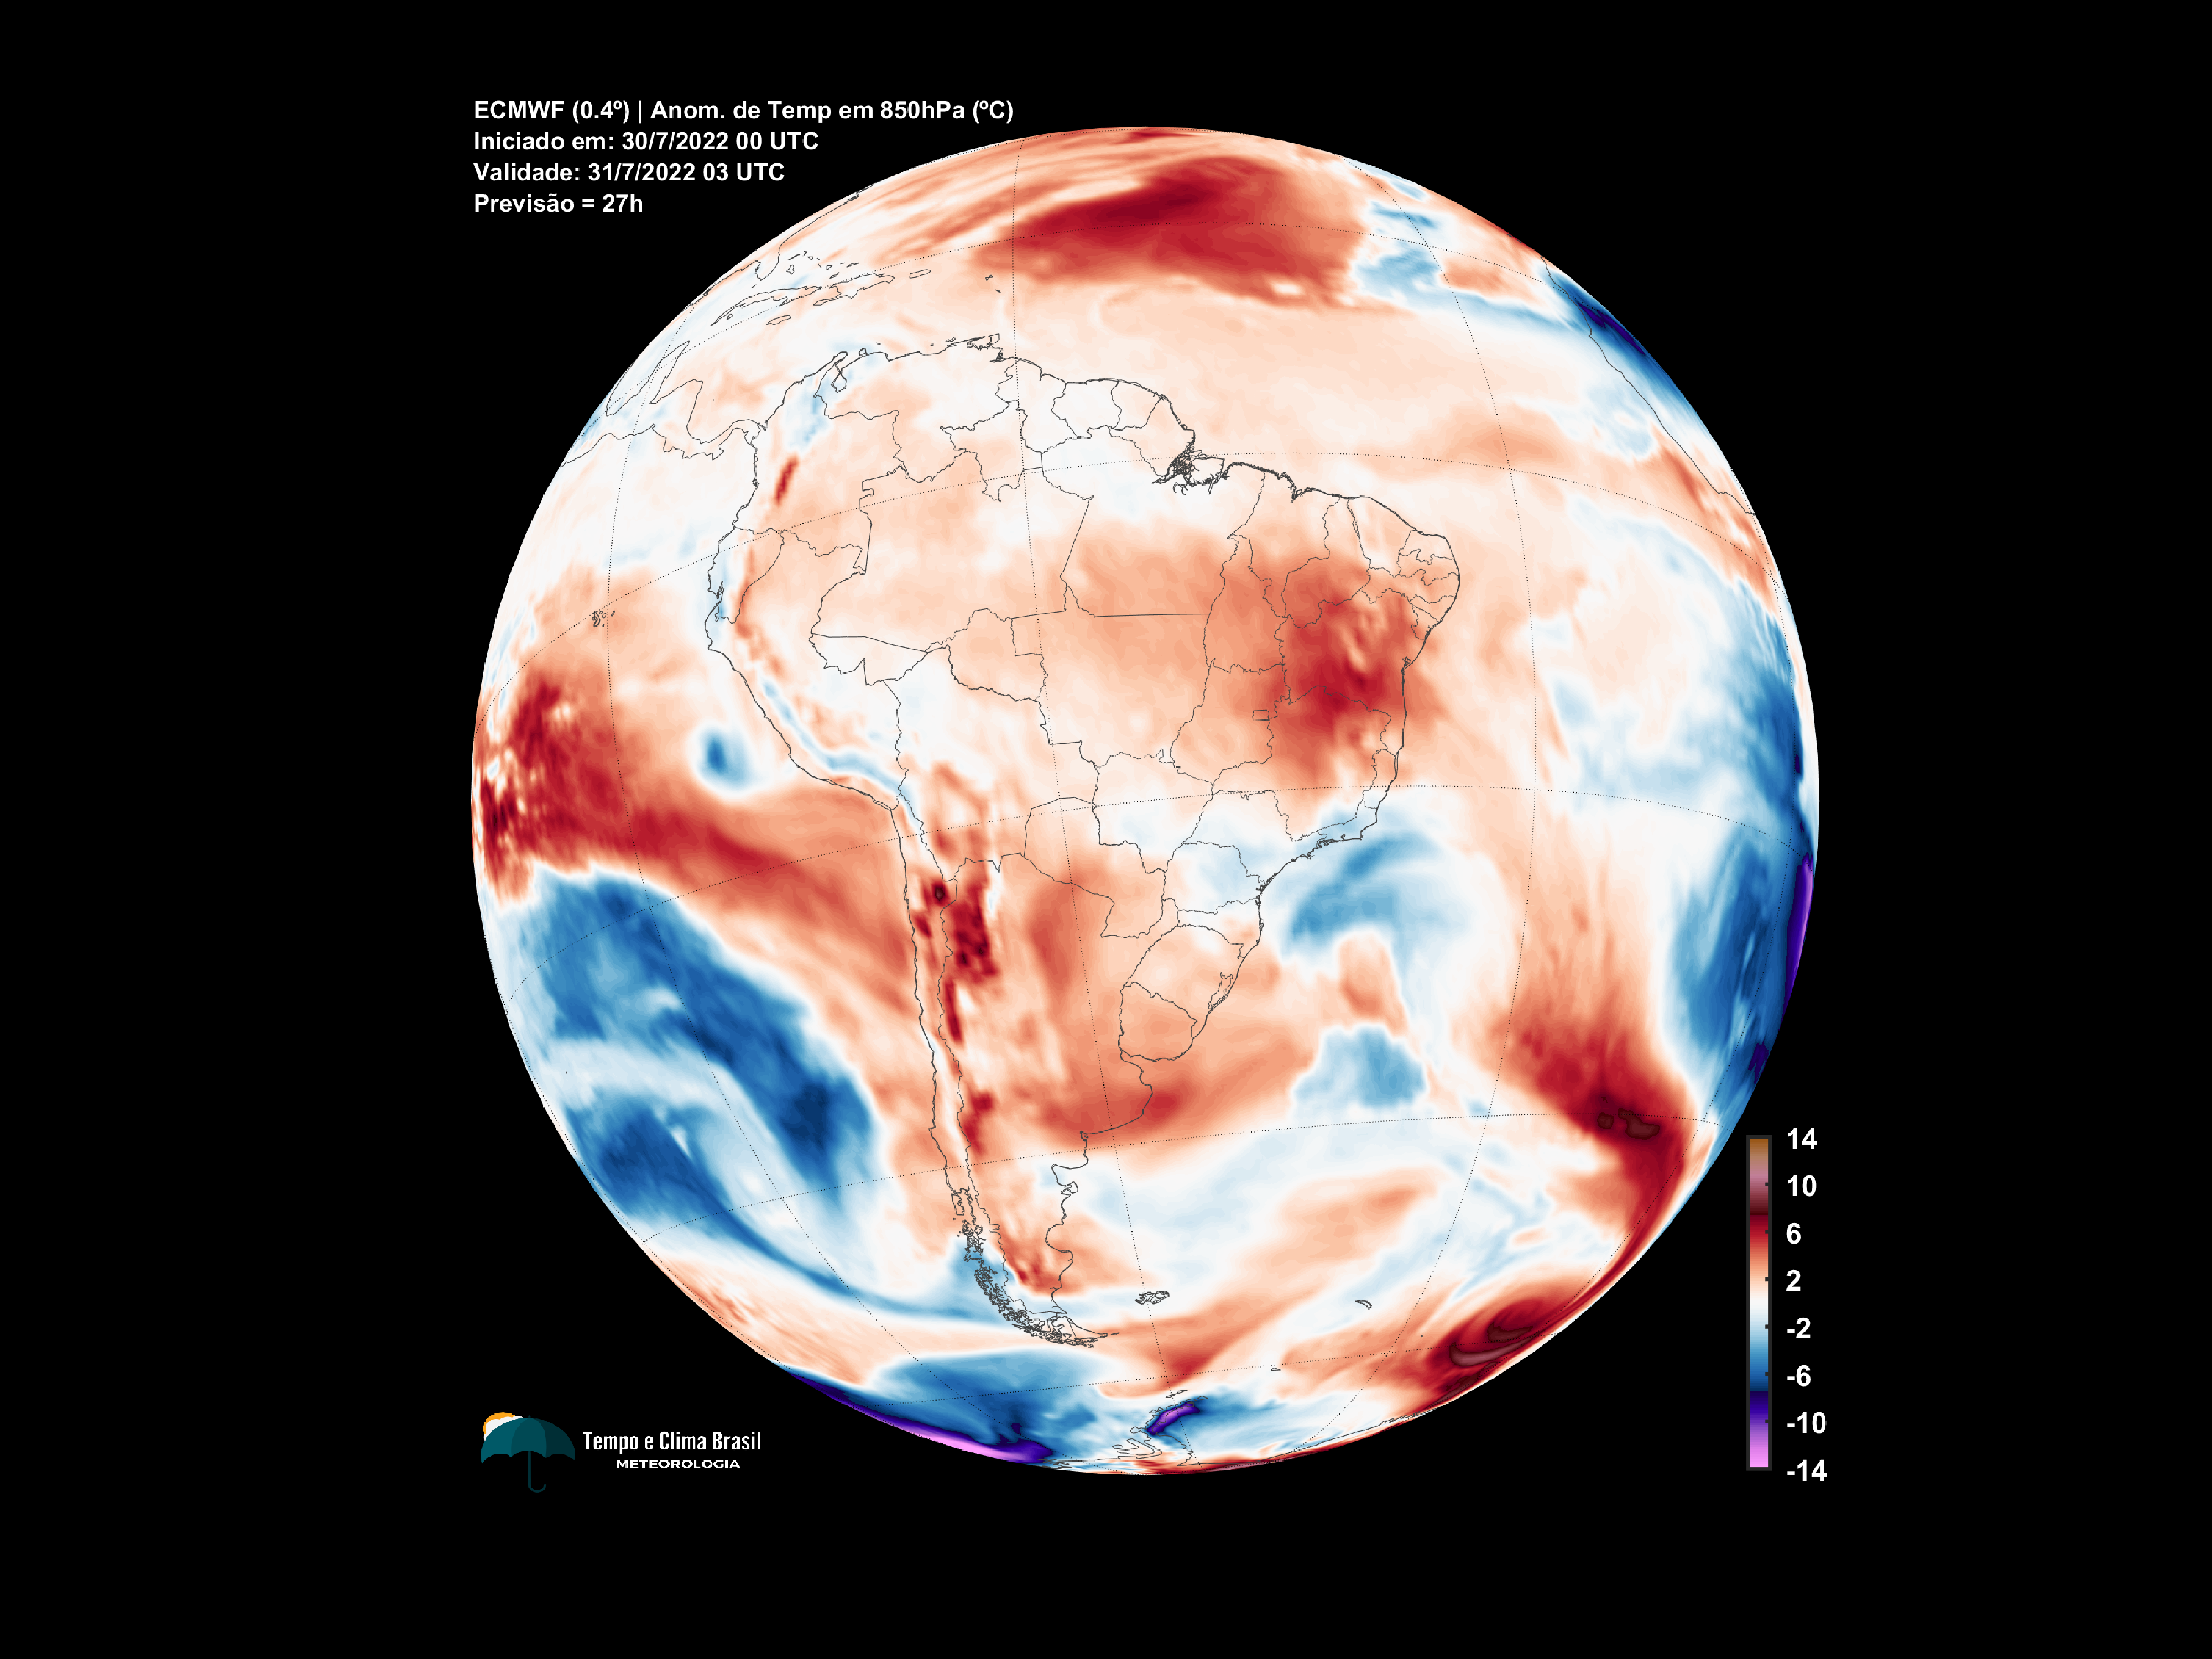 ECMWF (0.4º) | Anom. de Temp em 850hPa (ºC)
Iniciado em: 30/7/2022 00 UTC
Validade: 31/7/2022 03 UTC
Previsão = 27h
14
10
6
2
-2
-6
-10
-14
Tempo e Clima Brasil
METEOROLOGIA